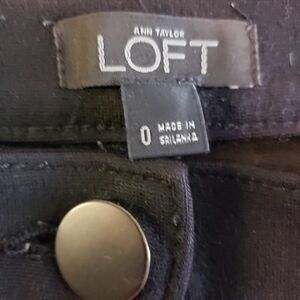 ANN TAYLOR
LOFT
0 MADE IN
SRI LANKA